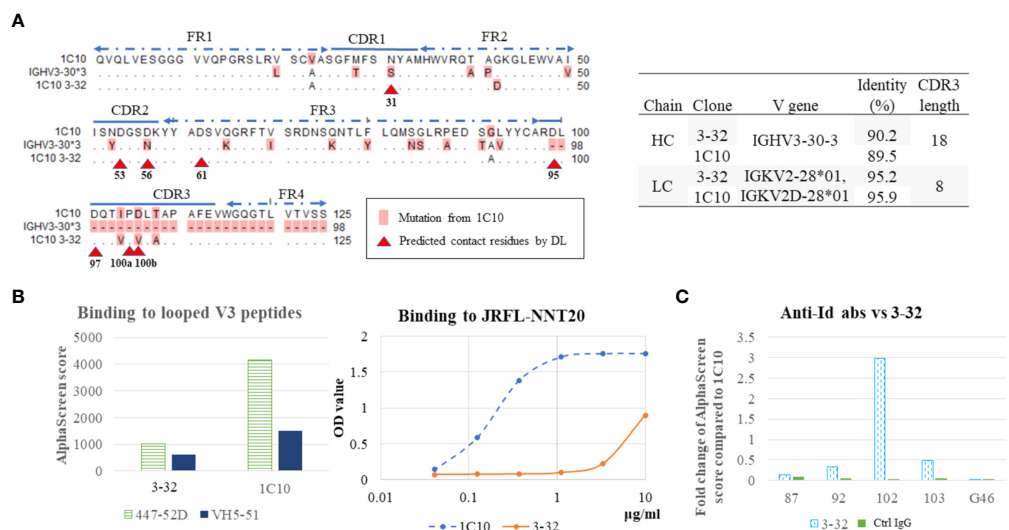 A
FR1 CDR1 FR2
1C10 QVQLVESGGG VVQPGRSLRV SCVASGFMFS NYAMHWVRQT AGKGLEWVAI 50
IGHV3-30*3 L A T S A P V 50
1C10 3-32 A G 50
31
CDR2 FR3
1C10 ISNDGSDKYY ADSVQGRFTV SRDNSQNTLF LQMSGLRPED SGLYYCARDL 100
IGHV3-30*3 Y N K I K Y NS A T A V -- 98
1C10 3-32 A 100
53 56 61 95
CDR3 FR4
1C10 DQTIPDLTAP AFEVWGQGTL VTVSS 125
IGHV3-30*3 ------------------------- 98
1C10 3-32 V V A 125
97 100a 100b
Mutation from 1C10
Predicted contact residues by DL
Chain Clone V gene Identity (%) CDR3 length
HC 3-32 IGHV3-30-3 90.2 18
1C10 89.5
LC 3-32 IGKV2-28*01, 95.2 8
1C10 IGKV2D-28*01 95.9
B
Binding to looped V3 peptides
AlphaScreen score
5000
4000
3000
2000
1000
0
3-32 1C10
447-52D VH5-51
Binding to JRFL-NNT20
OD value
2
1.5
1
0.5
0
0.01 0.1 1 10
µg/ml
1C10 3-32
C
Anti-Id abs vs 3-32
Fold change of AlphaScreen
score compared to 1C10
3.5
3
2.5
2
1.5
1
0.5
0
87 92 102 103 G46
3-32 Ctrl IgG